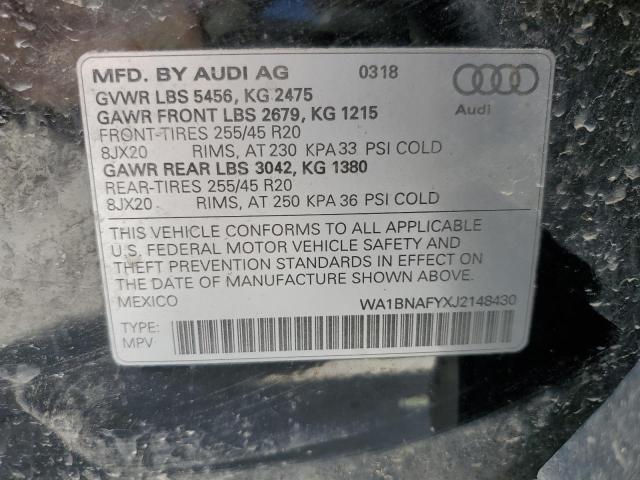 MFD. BY AUDI AG 0318
GVWR LBS 5456, KG 2475
GAWR FRONT LBS 2679, KG 1215
Audi
FRONT-TIRES 255/45 R20
8JX20 RIMS, AT 230 KPA 33 PSI COLD
GAWR REAR LBS 3042, KG 1380
REAR-TIRES 255/45 R20
8JX20 RIMS, AT 250 KPA 36 PSI COLD
THIS VEHICLE CONFORMS TO ALL APPLICABLE
U.S. FEDERAL MOTOR VEHICLE SAFETY AND
THEFT PREVENTION STANDARDS IN EFFECT ON
THE DATE OF MANUFACTURE SHOWN ABOVE.
MEXICO WA1BNAFYXJ2148430
TYPE:
MPV